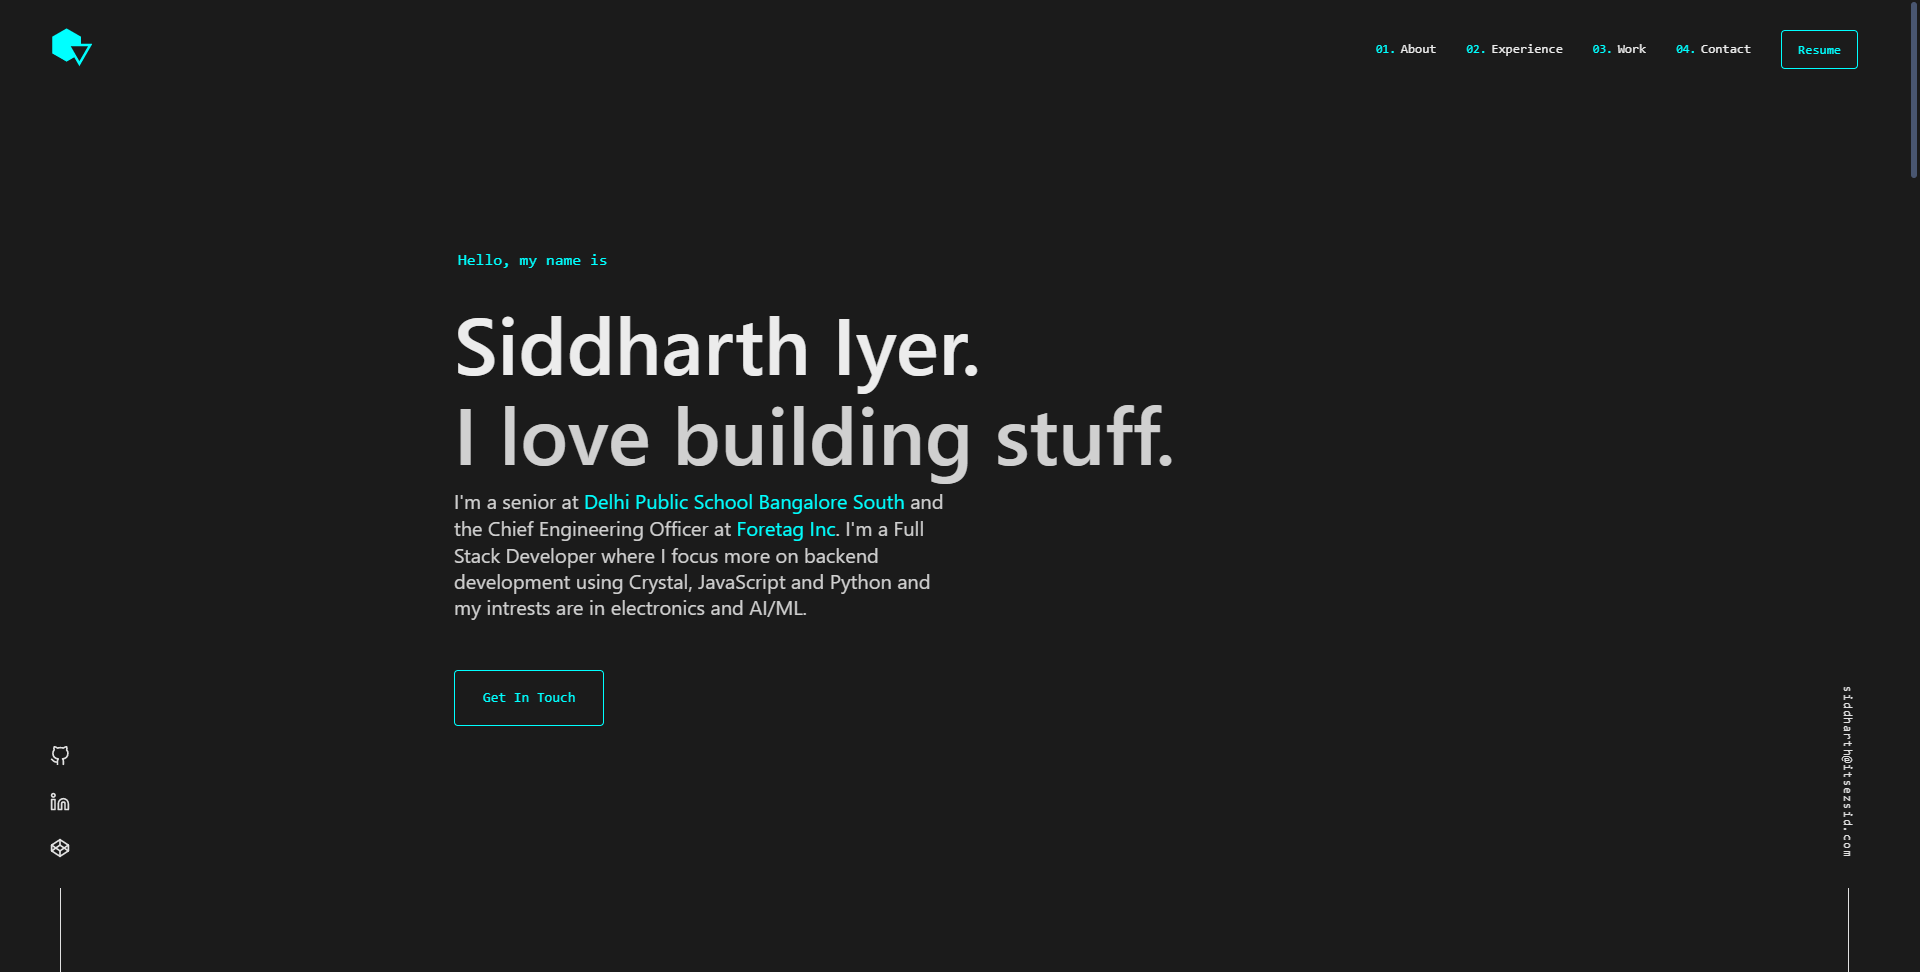 01. About 02. Experience 03. Work 04. Contact Resume
Hello, my name is
Siddharth Iyer.
I love building stuff.
I'm a senior at Delhi Public School Bangalore South and
the Chief Engineering Officer at Foretag Inc. I'm a Full
Stack Developer where I focus more on backend
development using Crystal, JavaScript and Python and
my intrests are in electronics and AI/ML.
Get In Touch
siddharth@itsezsid.com